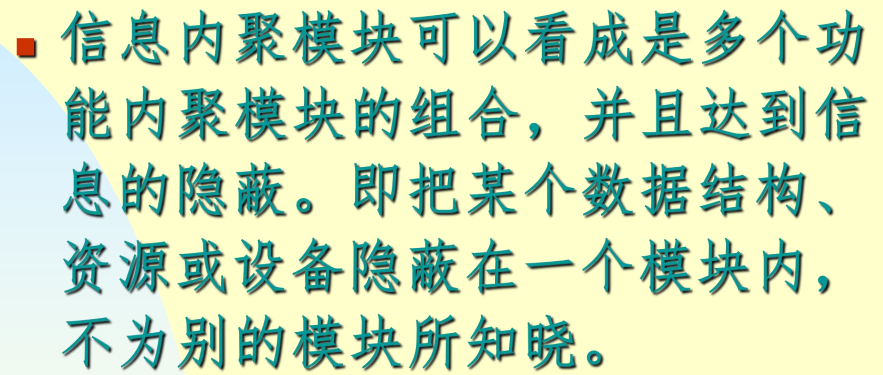 信息内聚模块可以看成是多个功
能内聚模块的组合，并且达到信
息的隐蔽。即把某个数据结构、
资源或设备隐蔽在一个模块内，
不为别的模块所知晓。